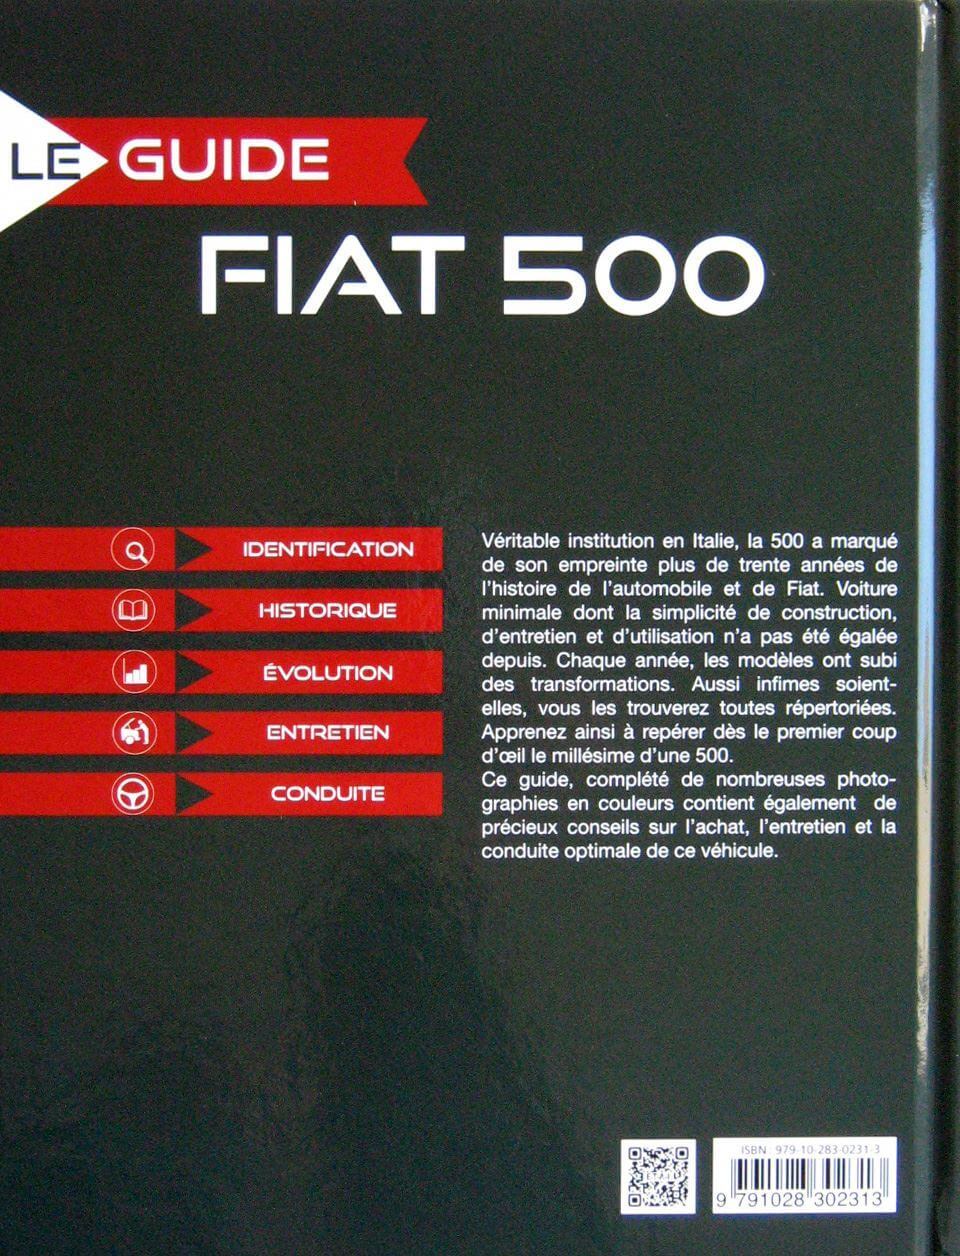 LE GUIDE
FIAT 500
IDENTIFICATION
HISTORIQUE
ÉVOLUTION
ENTRETIEN
CONDUITE
Véritable institution en Italie, la 500 a marqué
de son empreinte plus de trente années de
l'histoire de l'automobile et de Fiat. Voiture
minimale dont la simplicité de construction,
d'entretien et d'utilisation n'a pas été égalée
depuis. Chaque année, les modèles ont subi
des transformations. Aussi infimes soient-
elles, vous les trouverez toutes répertoriées.
Apprenez ainsi à repérer dès le premier coup
d'œil le millésime d'une 500.
Ce guide, complété de nombreuses photo-
graphies en couleurs contient également de
précieux conseils sur l'achat, l'entretien et la
conduite optimale de ce véhicule.
ISBN 979-10-283-0231-3
9 791028 302313